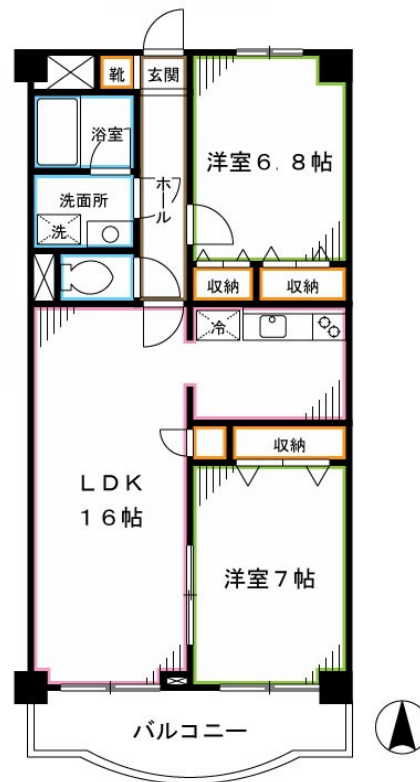 靴
玄関
浴室
洋室6.8帖
洗面所
ホール
洗
収納
収納
冷
収納
LDK
16帖
洋室7帖
バルコニー